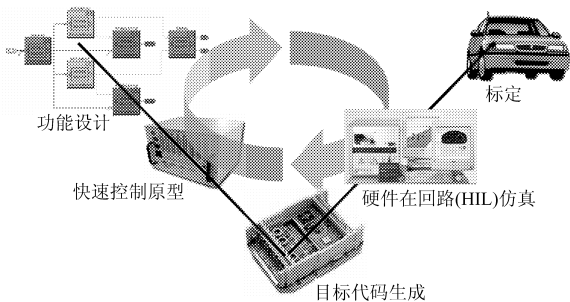 功能设计
标定
快速控制原型
硬件在回路(HIL)仿真
目标代码生成